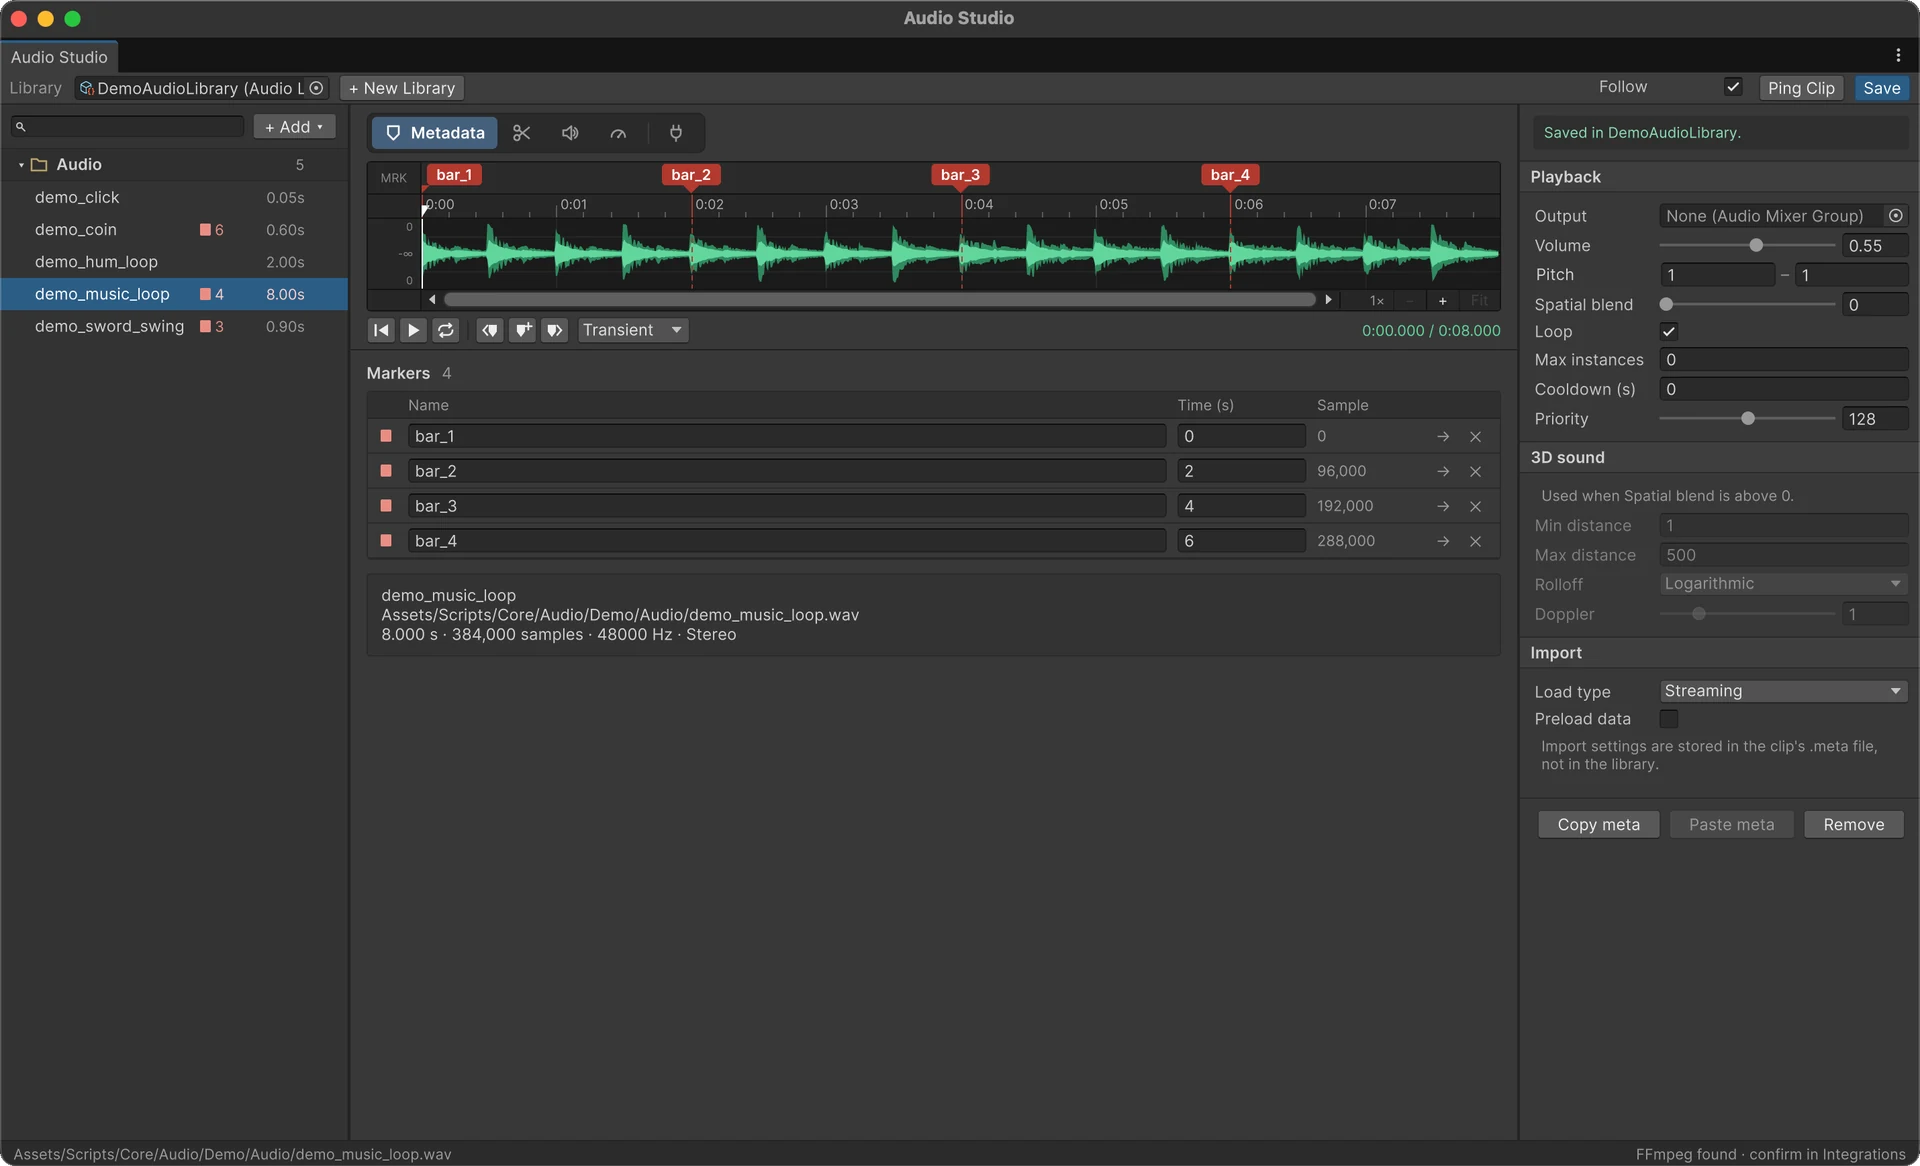 Audio Studio
Audio Studio
Library DemoAudioLibrary (Audio L + New Library Follow Ping Clip Save
+ Add
Audio 5
demo_click 0.05s
demo_coin 6 0.60s
demo_hum_loop 2.00s
demo_music_loop 4 8.00s
demo_sword_swing 3 0.90s
Metadata
MRK bar_1 bar_2 bar_3 bar_4
0:00 0:01 0:02 0:03 0:04 0:05 0:06 0:07
0
-∞
0
1× − + Fit
Transient 0:00.000 / 0:08.000
Markers 4
Name Time (s) Sample
bar_1 0 0
bar_2 2 96,000
bar_3 4 192,000
bar_4 6 288,000
demo_music_loop
Assets/Scripts/Core/Audio/Demo/Audio/demo_music_loop.wav
8.000 s · 384,000 samples · 48000 Hz · Stereo
Saved in DemoAudioLibrary.
Playback
Output None (Audio Mixer Group)
Volume 0.55
Pitch 1 – 1
Spatial blend 0
Loop
Max instances 0
Cooldown (s) 0
Priority 128
3D sound
Used when Spatial blend is above 0.
Min distance 1
Max distance 500
Rolloff Logarithmic
Doppler 1
Import
Load type Streaming
Preload data
Import settings are stored in the clip's .meta file,
not in the library.
Copy meta Paste meta Remove
Assets/Scripts/Core/Audio/Demo/Audio/demo_music_loop.wav FFmpeg found · confirm in Integrations